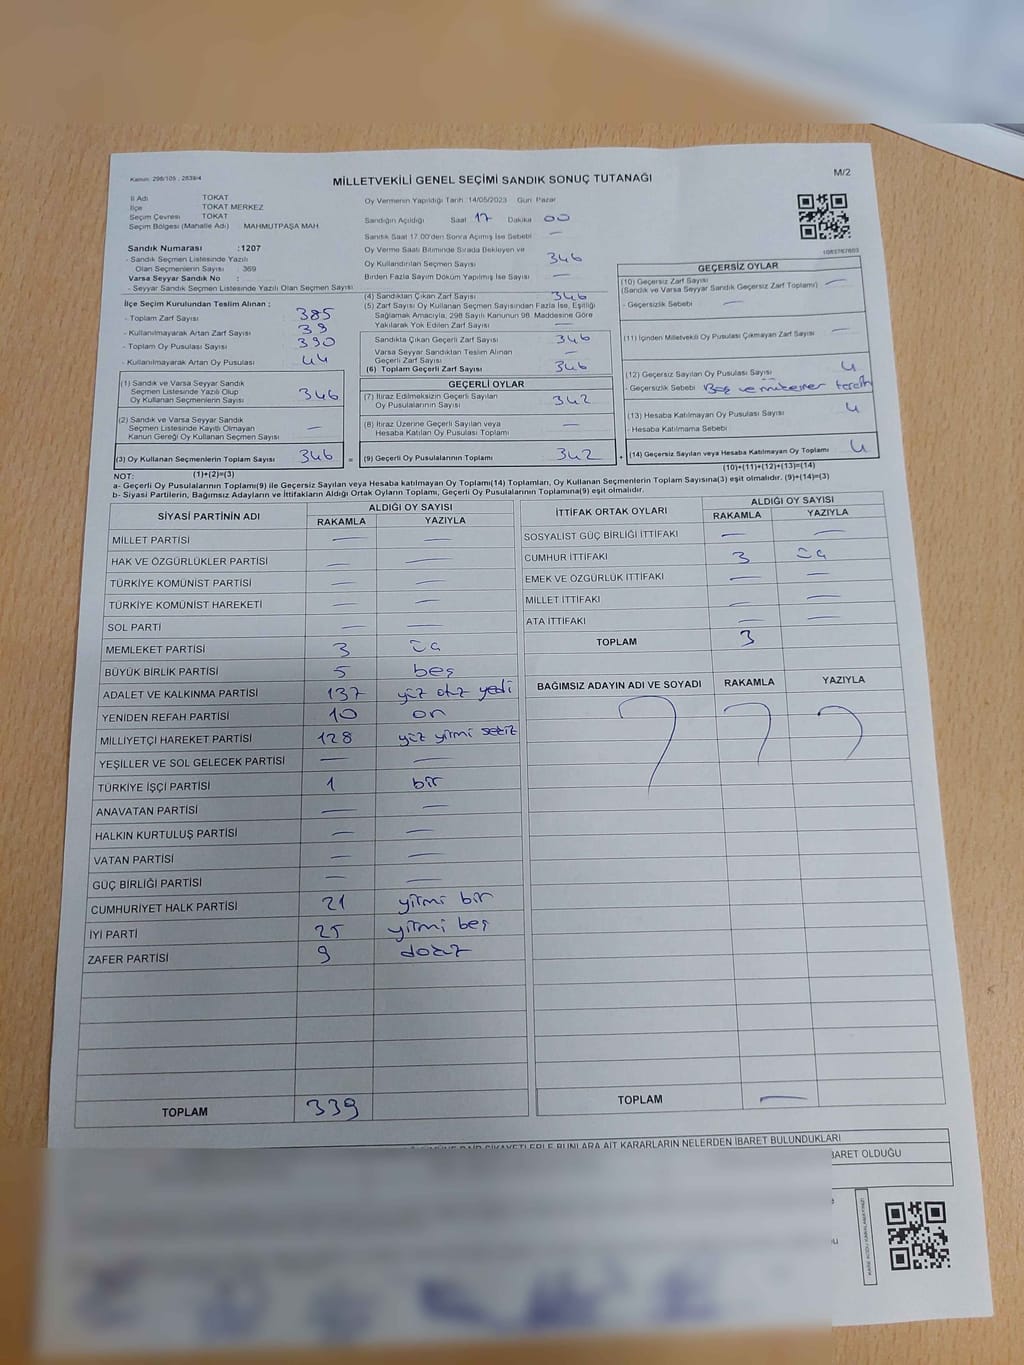 Kanun: 298/105 ; 2839/4
MİLLETVEKİLİ GENEL SEÇİMİ SANDIK SONUÇ TUTANAĞI
M/2
İl Adı TOKAT
İlçe TOKAT MERKEZ
Seçim Çevresi TOKAT
Seçim Bölgesi (Mahalle Adı) MAHMUTPAŞA MAH.
Sandık Numarası :1207
- Sandık Seçmen Listesinde Yazılı
Olan Seçmenlerin Sayısı : 369
Varsa Seyyar Sandık No :
- Seyyar Sandık Seçmen Listesinde Yazılı Olan Seçmen Sayısı
Oy Vermenin Yapıldığı Tarih :14/05/2023 Gün: Pazar
Sandığın Açıldığı Saat 17 Dakika 00
Sandık Saat 17.00'den Sonra Açılmış İse Sebebi —
Oy Verme Saati Bitiminde Sırada Bekleyen ve
Oy Kullandırılan Seçmen Sayısı 346
Birden Fazla Sayım Döküm Yapılmış İse Sayısı —
İlçe Seçim Kurulundan Teslim Alınan ;
- Toplam Zarf Sayısı 385
- Kullanılmayarak Artan Zarf Sayısı 39
- Toplam Oy Pusulası Sayısı 390
- Kullanılmayarak Artan Oy Pusulası 44
(4) Sandıktan Çıkan Zarf Sayısı 346
(5) Zarf Sayısı Oy Kullanan Seçmen Sayısından Fazla İse, Eşitliği
Sağlamak Amacıyla, 298 Sayılı Kanunun 98. Maddesine Göre
Yakılarak Yok Edilen Zarf Sayısı —
Sandıkta Çıkan Geçerli Zarf Sayısı 346
Varsa Seyyar Sandıktan Teslim Alınan
Geçerli Zarf Sayısı —
(6) Toplam Geçerli Zarf Sayısı 346
GEÇERSİZ OYLAR
(10) Geçersiz Zarf Sayısı —
(Sandık ve Varsa Seyyar Sandık Geçersiz Zarf Toplamı)
- Geçersizlik Sebebi —
(11) İçinden Milletvekili Oy Pusulası Çıkmayan Zarf Sayısı —
(12) Geçersiz Sayılan Oy Pusulası Sayısı 4
- Geçersizlik Sebebi Boş ve mükerrer tercih
(13) Hesaba Katılmayan Oy Pusulası Sayısı 4
- Hesaba Katılmama Sebebi
(14) Geçersiz Sayılan veya Hesaba Katılmayan Oy Toplamı 4
(10)+(11)+(12)+(13)=(14)
(1) Sandık ve Varsa Seyyar Sandık
Seçmen Listesinde Yazılı Olup
Oy Kullanan Seçmenlerin Sayısı 346
(2) Sandık ve Varsa Seyyar Sandık
Seçmen Listesinde Kayıtlı Olmayan
Kanun Gereği Oy Kullanan Seçmen Sayısı —
(3) Oy Kullanan Seçmenlerin Toplam Sayısı 346 =
(1)+(2)=(3)
GEÇERLİ OYLAR
(7) İtiraz Edilmeksizin Geçerli Sayılan
Oy Pusulalarının Sayısı 342
(8) İtiraz Üzerine Geçerli Sayılan veya
Hesaba Katılan Oy Pusulası Toplamı —
(9) Geçerli Oy Pusulalarının Toplamı 342 +
NOT:
a- Geçerli Oy Pusulalarının Toplamı(9) ile Geçersiz Sayılan veya Hesaba katılmayan Oy Toplamı(14) Toplamları, Oy Kullanan Seçmenlerin Toplam Sayısına(3) eşit olmalıdır. (9)+(14)=(3)
b- Siyasi Partilerin, Bağımsız Adayların ve İttifakların Aldığı Ortak Oyların Toplamı, Geçerli Oy Pusulalarının Toplamına(9) eşit olmalıdır.
SİYASİ PARTİNİN ADI ALDIĞI OY SAYISI
RAKAMLA YAZIYLA
MİLLET PARTİSİ — —
HAK VE ÖZGÜRLÜKLER PARTİSİ — —
TÜRKİYE KOMÜNİST PARTİSİ — —
TÜRKİYE KOMÜNİST HAREKETİ — —
SOL PARTİ — —
MEMLEKET PARTİSİ 3 üç
BÜYÜK BİRLİK PARTİSİ 5 beş
ADALET VE KALKINMA PARTİSİ 137 yüz otuz yedi
YENİDEN REFAH PARTİSİ 10 on
MİLLİYETÇİ HAREKET PARTİSİ 128 yüz yirmi sekiz
YEŞİLLER VE SOL GELECEK PARTİSİ — —
TÜRKİYE İŞÇİ PARTİSİ 1 bir
ANAVATAN PARTİSİ — —
HALKIN KURTULUŞ PARTİSİ — —
VATAN PARTİSİ — —
GÜÇ BİRLİĞİ PARTİSİ — —
CUMHURİYET HALK PARTİSİ 21 yirmi bir
İYİ PARTİ 25 yirmi beş
ZAFER PARTİSİ 9 dokuz
TOPLAM 339
İTTİFAK ORTAK OYLARI ALDIĞI OY SAYISI
RAKAMLA YAZIYLA
SOSYALİST GÜÇ BİRLİĞİ İTTİFAKI — —
CUMHUR İTTİFAKI 3 üç
EMEK VE ÖZGÜRLÜK İTTİFAKI — —
MİLLET İTTİFAKI — —
ATA İTTİFAKI — —
TOPLAM 3
BAĞIMSIZ ADAYIN ADI VE SOYADI RAKAMLA YAZIYLA
TOPLAM —
KARARLARIN NELERDEN İBARET BULUNDUKLARI
İBARET OLDUĞU